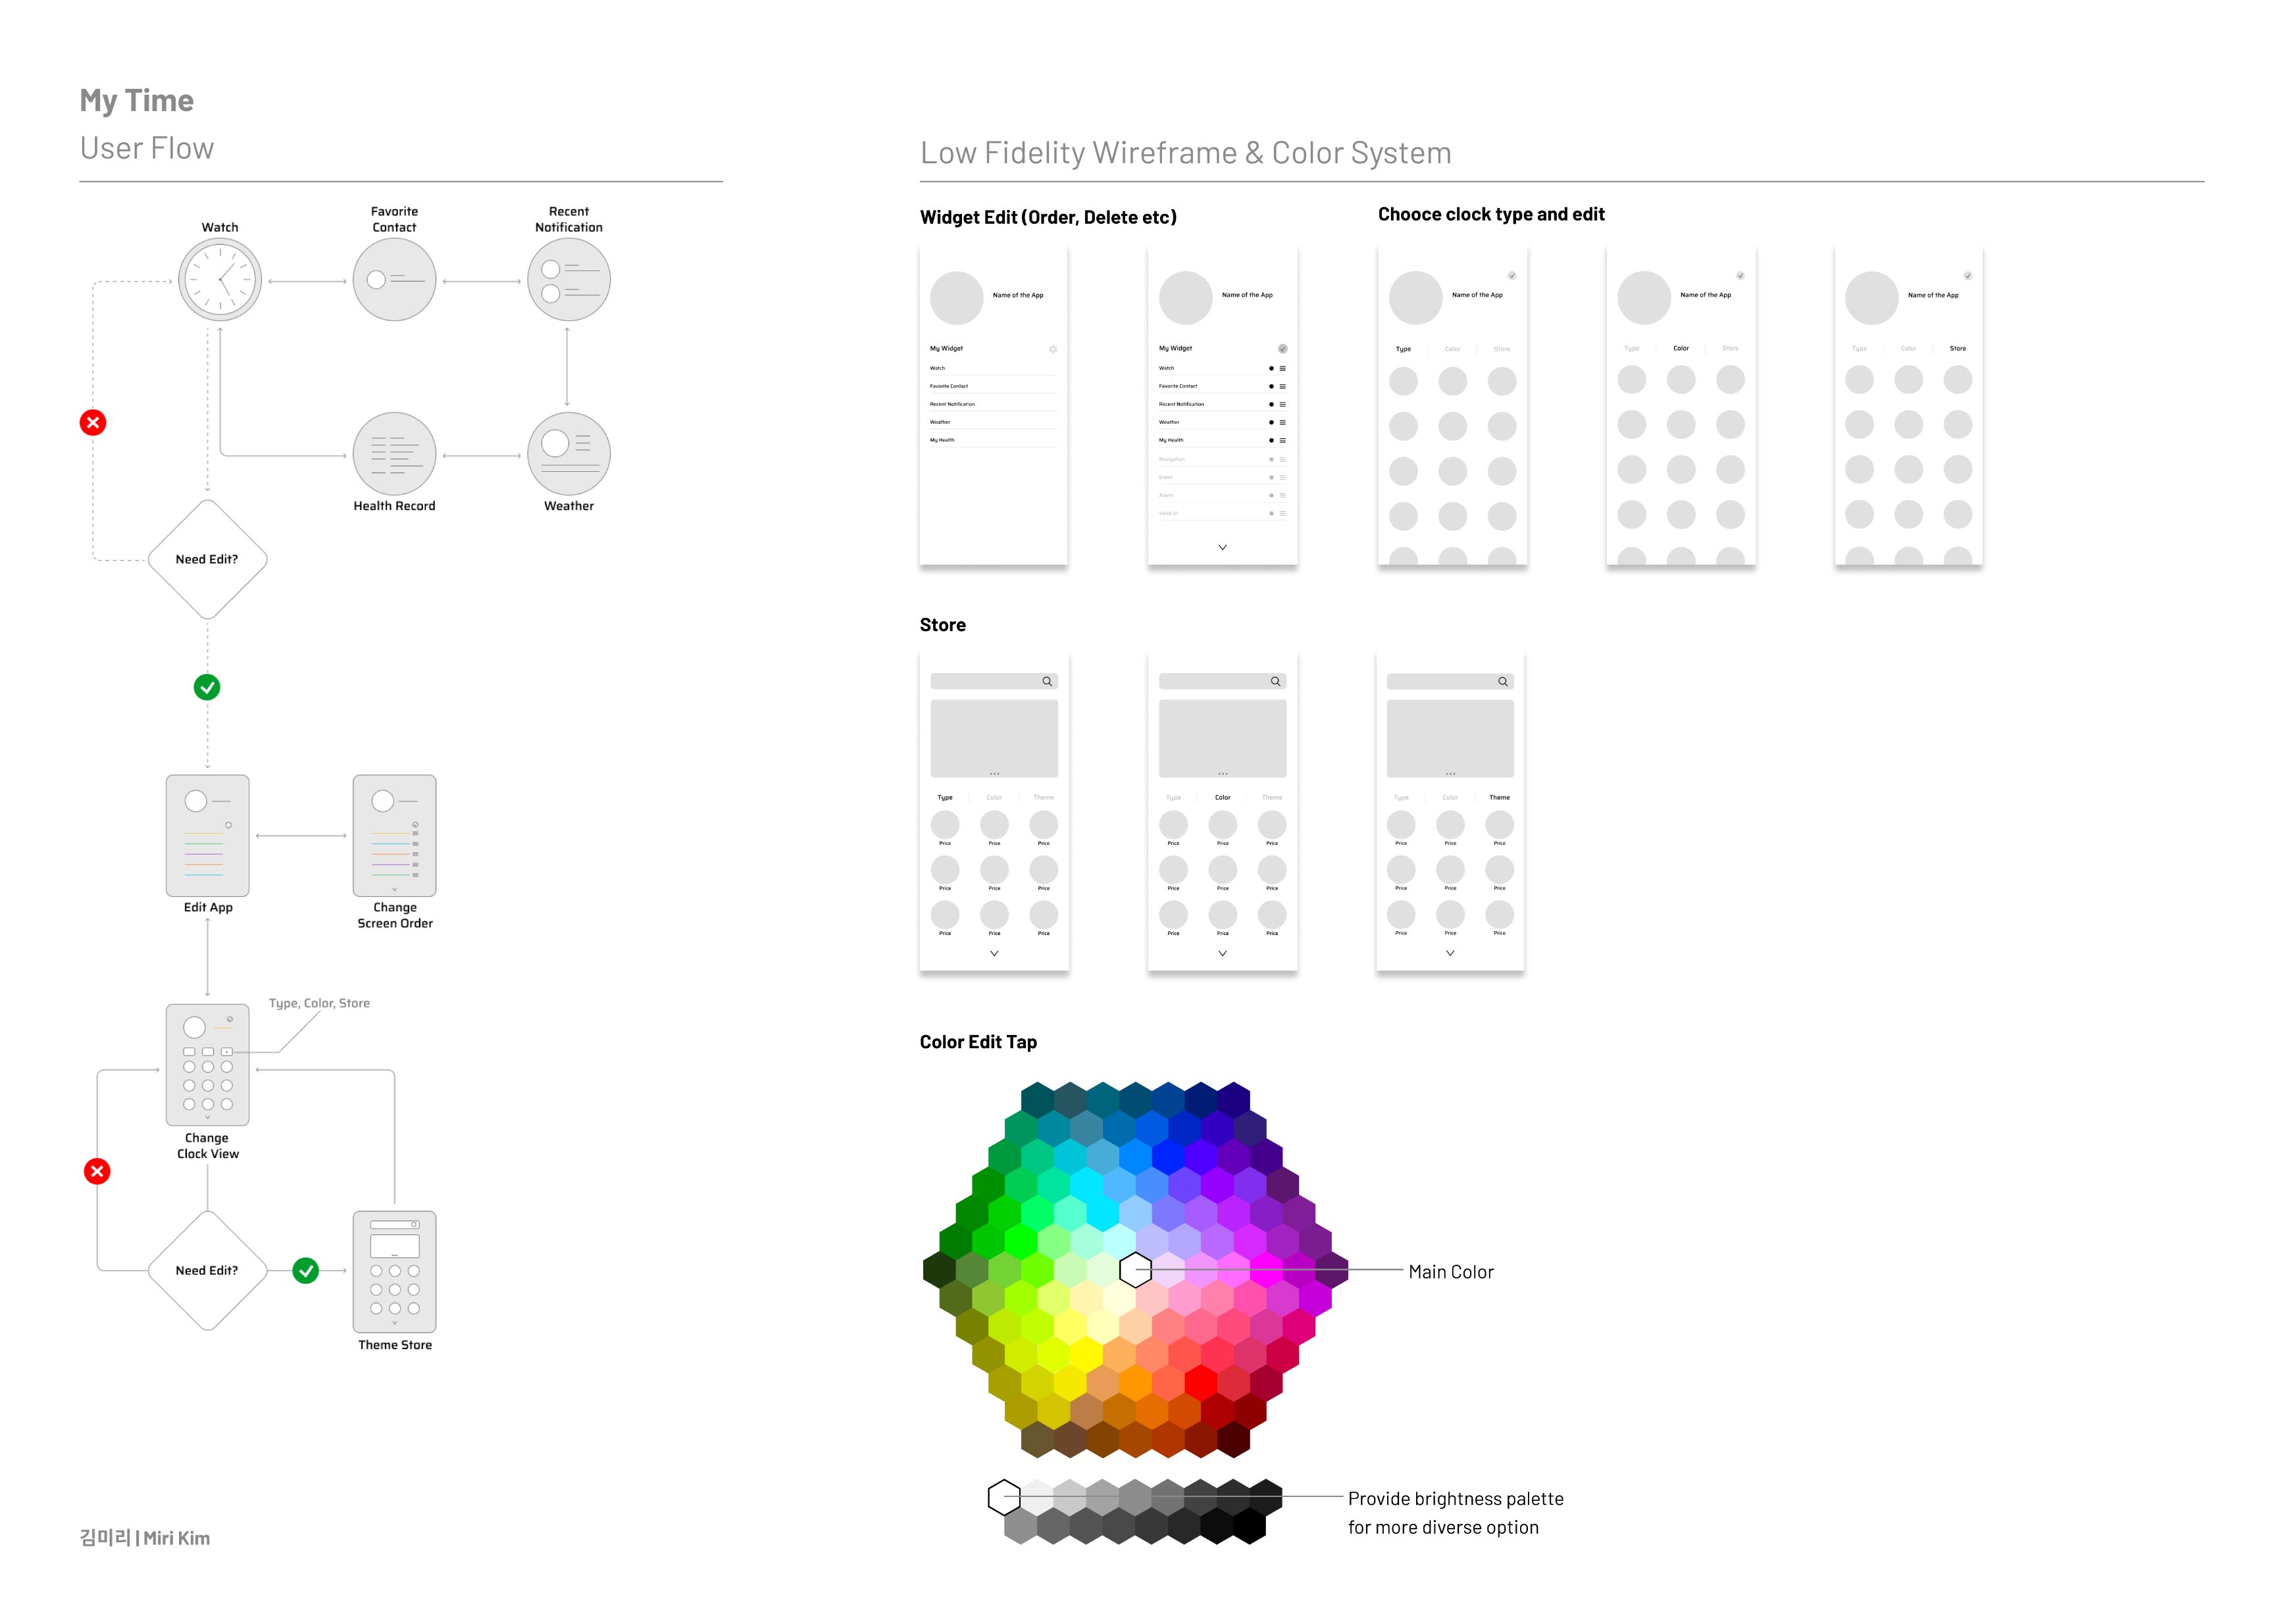 My Time
User Flow
Watch
Favorite
Contact
Recent
Notification
Health Record
Weather
Need Edit?
Edit App
Change
Screen Order
Type, Color, Store
Change
Clock View
Need Edit?
Theme Store
김미리 | Miri Kim
Low Fidelity Wireframe & Color System
Widget Edit (Order, Delete etc)
Name of the App
My Widget
Watch
Favorite Contact
Recent Notification
Weather
My Health
Name of the App
My Widget
Watch
Favorite Contact
Recent Notification
Weather
My Health
Navigation
Event
Alarm
Voice UI
Chooce clock type and edit
Name of the App
Type Color Store
Name of the App
Type Color Store
Name of the App
Type Color Store
Store
Type Color Theme
Price Price Price
Price Price Price
Price Price Price
Type Color Theme
Price Price Price
Price Price Price
Price Price Price
Type Color Theme
Price Price Price
Price Price Price
Price Price Price
Color Edit Tap
Main Color
Provide brightness palette
for more diverse option